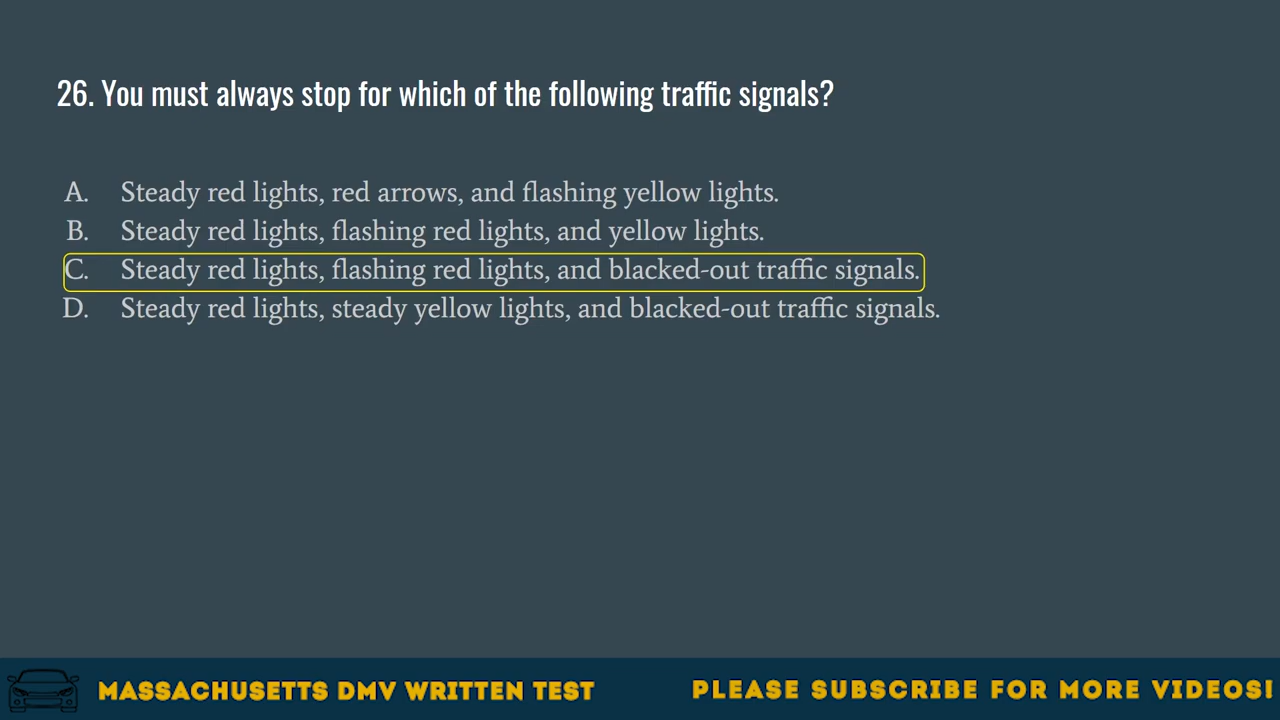 26. You must always stop for which of the following traffic signals?
A. Steady red lights, red arrows, and flashing yellow lights.
B. Steady red lights, flashing red lights, and yellow lights.
C. Steady red lights, flashing red lights, and blacked-out traffic signals.
D. Steady red lights, steady yellow lights, and blacked-out traffic signals.
MASSACHUSETTS DMV WRITTEN TEST
PLEASE SUBSCRIBE FOR MORE VIDEOS!